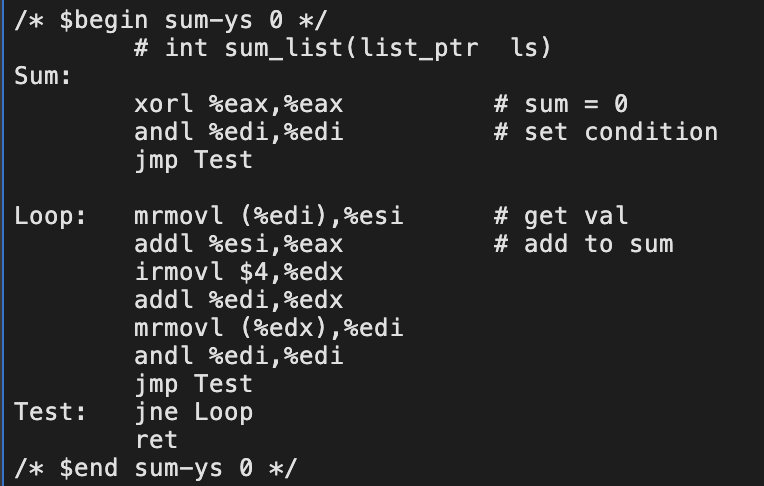 /* $begin sum-ys 0 */
        # int sum_list(list_ptr  ls)
Sum:
        xorl %eax,%eax          # sum = 0
        andl %edi,%edi          # set condition
        jmp Test

Loop:   mrmovl (%edi),%esi      # get val
        addl %esi,%eax          # add to sum
        irmovl $4,%edx
        addl %edi,%edx
        mrmovl (%edx),%edi
        andl %edi,%edi
        jmp Test
Test:   jne Loop
        ret
/* $end sum-ys 0 */